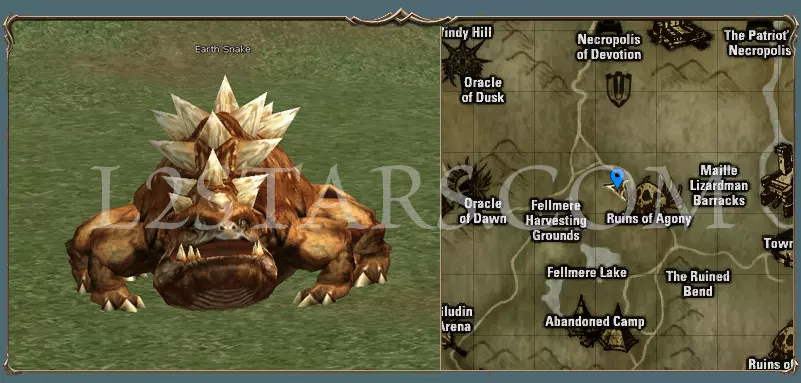 Earth Snake
Windy Hill
Necropolis
of Devotion
The Patriot's
Necropolis
Oracle
of Dusk
L2STARS.COM
Maille
Lizardman
Barracks
Oracle
of Dawn
Fellmere
Harvesting
Grounds
Ruins of Agony
Town
Fellmere Lake
The Ruined
Bend
Gludin
Arena
Abandoned Camp
Ruins of